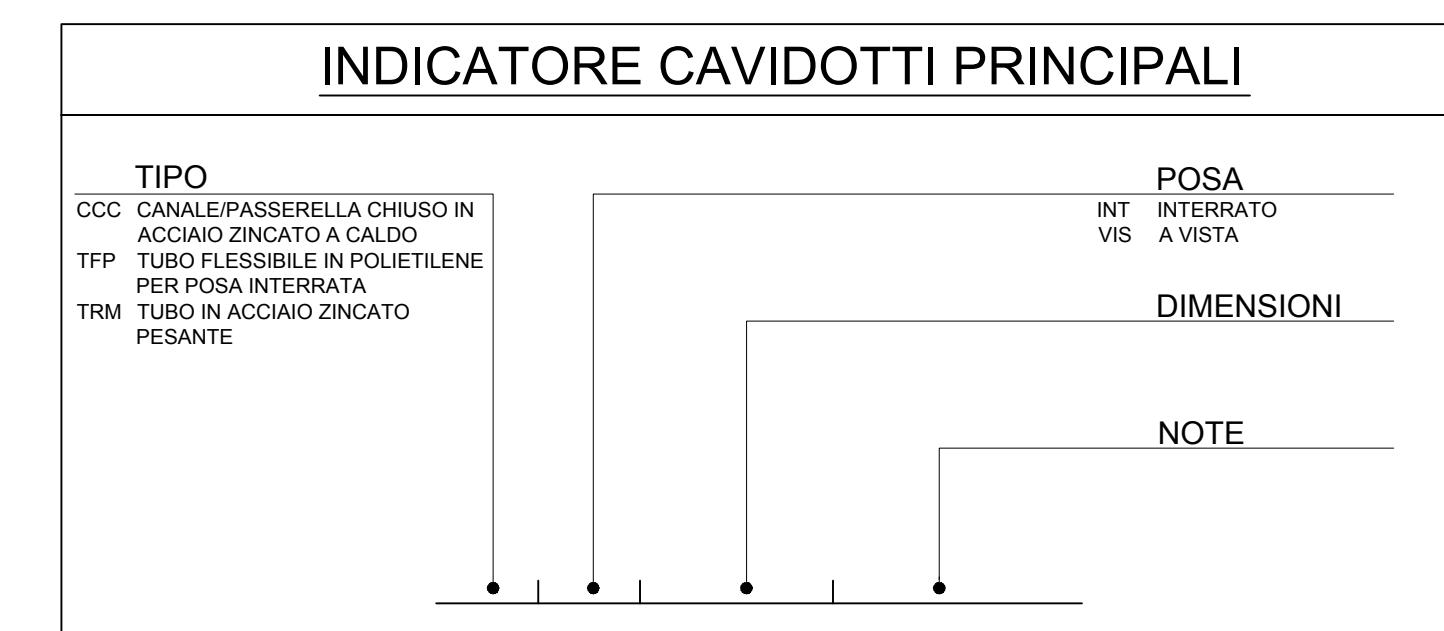 INDICATORE CAVIDOTTI PRINCIPALI
TIPO
CCC CANALE/PASSERELLA CHIUSO IN
ACCIAIO ZINCATO A CALDO
TFP TUBO FLESSIBILE IN POLIETILENE
PER POSA INTERRATA
TRM TUBO IN ACCIAIO ZINCATO
PESANTE
POSA
INT INTERRATO
VIS A VISTA
DIMENSIONI
NOTE